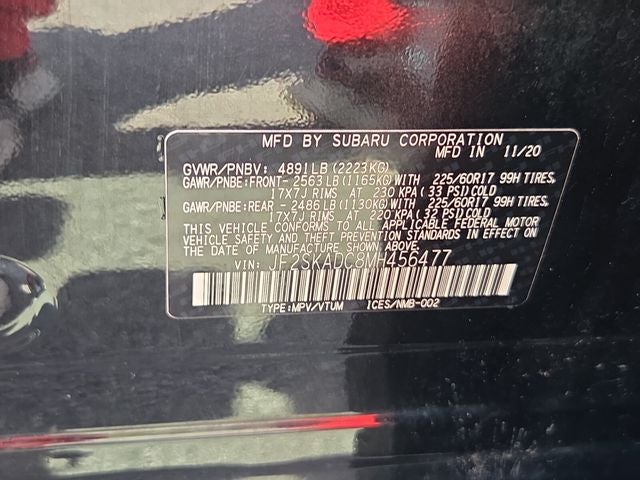 MFD BY SUBARU CORPORATION
MFD IN 11/20
GVWR/PNBV: 4891LB(2223KG)
GAWR/PNBE:FRONT-2563LB(1165KG)WITH 225/60R17 99H TIRES,
17X7J RIMS AT 230 KPA (33 PSI)COLD
GAWR/PNBE:REAR -2486LB(1130KG)WITH 225/60R17 99H TIRES,
17X7J RIMS AT 220 KPA (32 PSI)COLD
THIS VEHICLE CONFORMS TO ALL APPLICABLE FEDERAL MOTOR
VEHICLE SAFETY AND THEFT PREVENTION STANDARDS IN EFFECT ON
THE DATE OF MANUFACTURE SHOWN ABOVE.
VIN: JF2SKADC8MH456477
TYPE:MPV/VTUM ICES/NMB-002